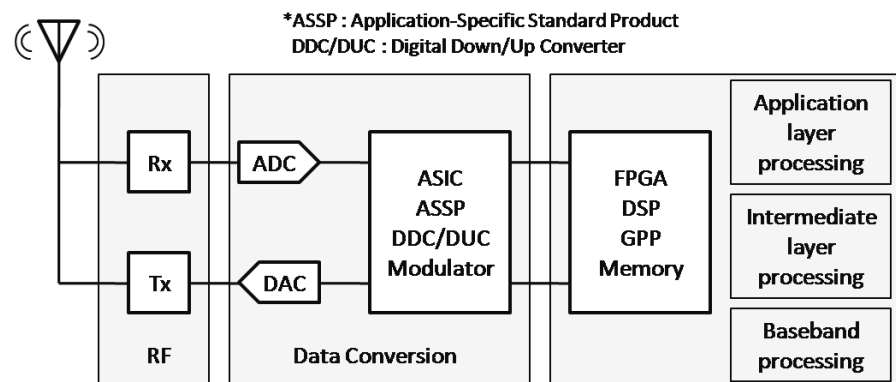 *ASSP : Application-Specific Standard Product
DDC/DUC : Digital Down/Up Converter
Rx
ADC
ASIC
ASSP
DDC/DUC
Modulator
FPGA
DSP
GPP
Memory
Application
layer
processing
Intermediate
layer
processing
Tx
DAC
Baseband
processing
RF
Data Conversion